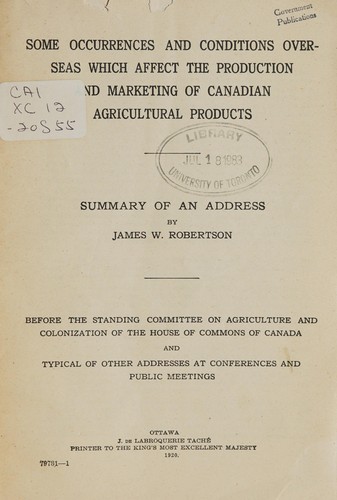 Government
Publications
SOME OCCURRENCES AND CONDITIONS OVER-
SEAS WHICH AFFECT THE PRODUCTION
ND MARKETING OF CANADIAN
AGRICULTURAL PRODUCTS
CA1
XC 12
-20S55
LIBRARY
JUL 18 1983
UNIVERSITY OF TORONTO
SUMMARY OF AN ADDRESS
BY
JAMES W. ROBERTSON
BEFORE THE STANDING COMMITTEE ON AGRICULTURE AND
COLONIZATION OF THE HOUSE OF COMMONS OF CANADA
AND
TYPICAL OF OTHER ADDRESSES AT CONFERENCES AND
PUBLIC MEETINGS
OTTAWA
J. DE LABROQUERIE TACHÉ
PRINTER TO THE KING'S MOST EXCELLENT MAJESTY
1920.
79781—1